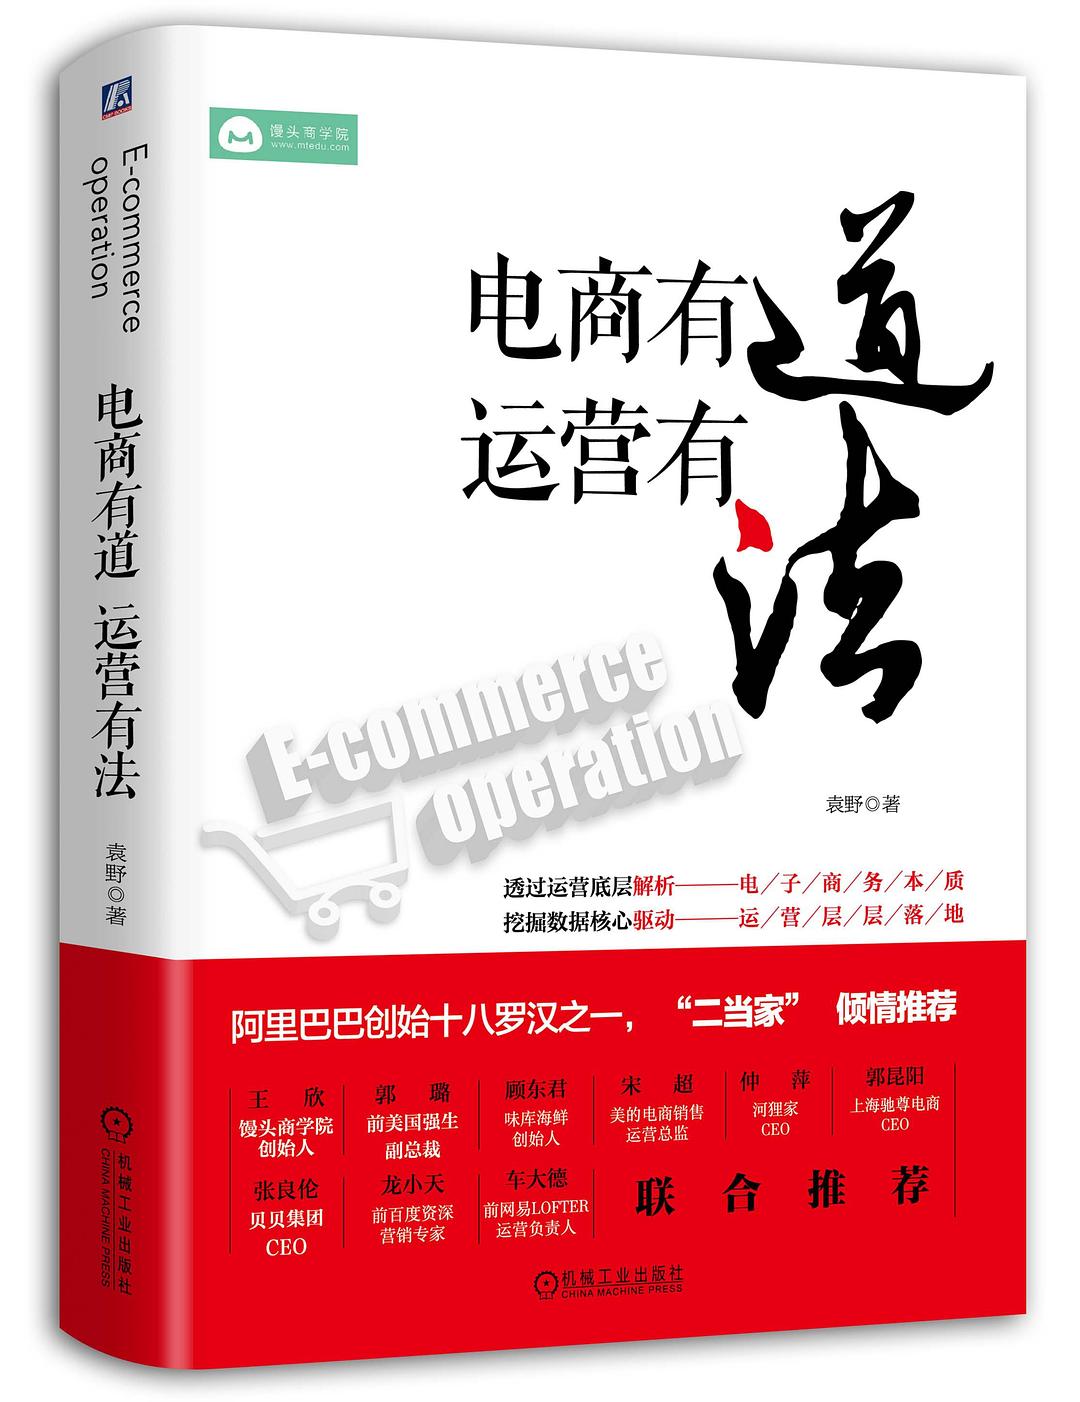 E-commerce
operation
电商有道 运营有法
袁野◎著
机械工业出版社
CHINA MACHINE PRESS
馒头商学院
www.mtedu.com
电商有道
运营有法
E-commerce
operation
袁野◎著
透过运营底层解析——电/子/商/务/本/质
挖掘数据核心驱动——运/营/层/层/落/地
阿里巴巴创始十八罗汉之一，“二当家” 倾情推荐
王 欣
馒头商学院
创始人
郭 璐
前美国强生
副总裁
顾东君
味库海鲜
创始人
宋 超
美的电商销售
运营总监
仲 萍
河狸家
CEO
郭昆阳
上海驰尊电商
CEO
张良伦
贝贝集团
CEO
龙小天
前百度资深
营销专家
车大德
前网易LOFTER
运营负责人
联合推荐
机械工业出版社
CHINA MACHINE PRESS